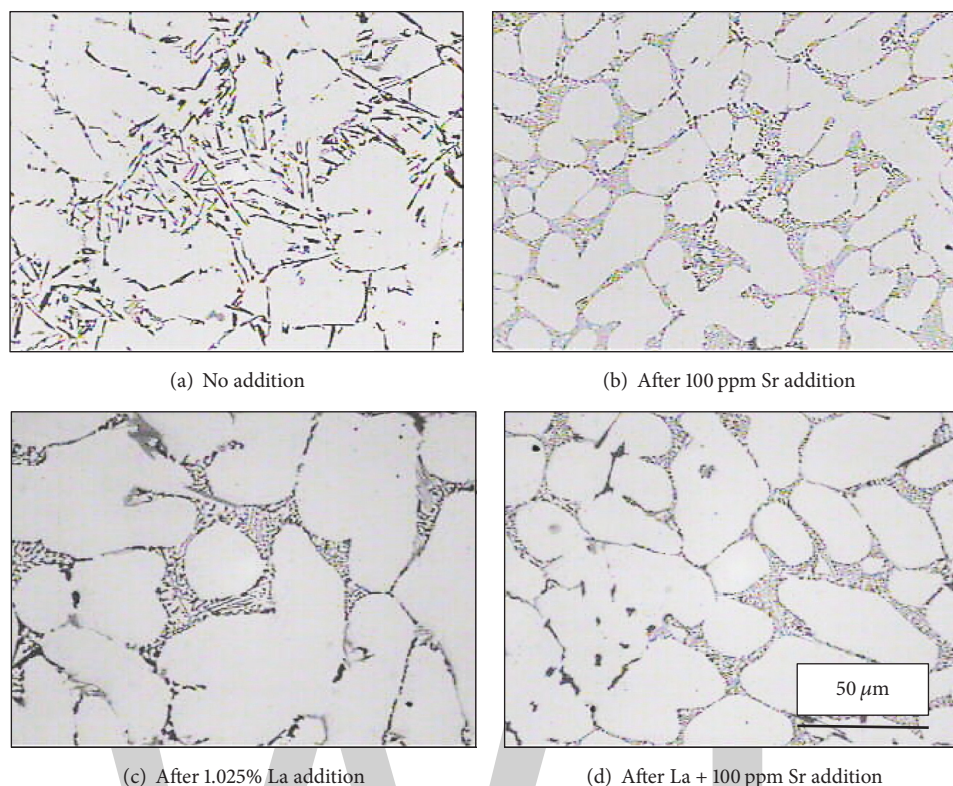 (a) No addition
(b) After 100 ppm Sr addition
(c) After 1.025% La addition
50 μm
(d) After La + 100 ppm Sr addition